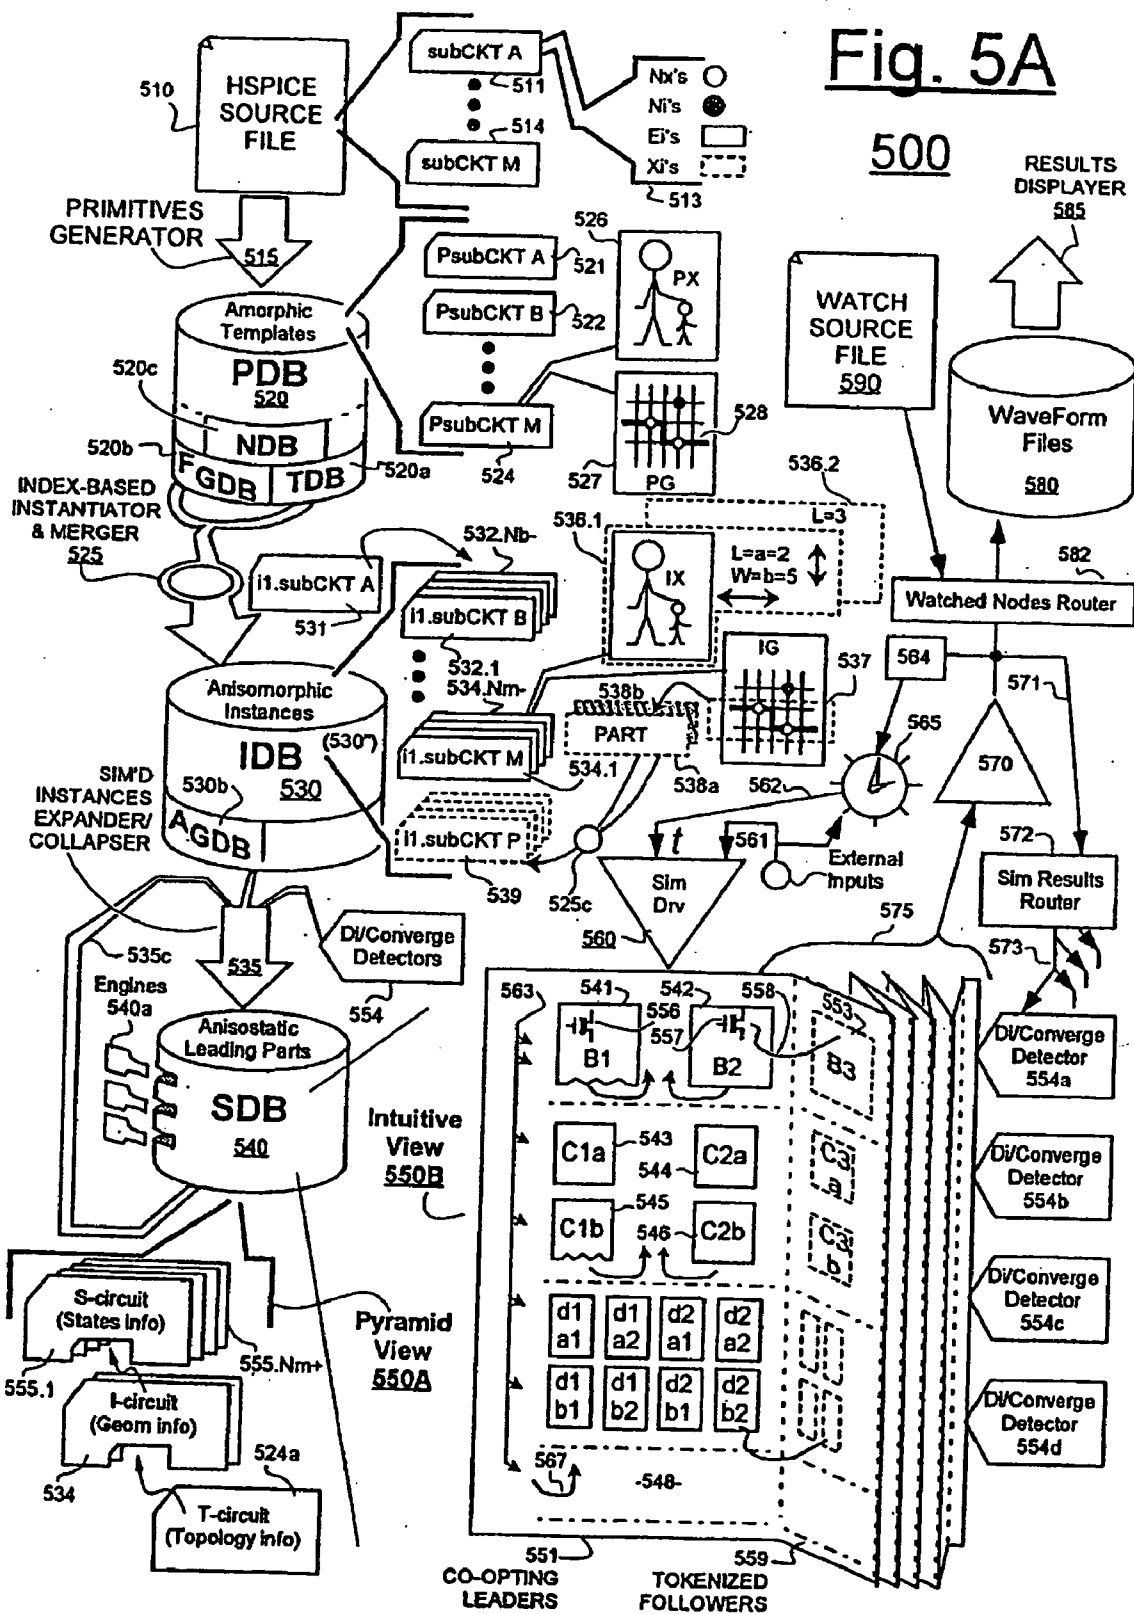 Fig. 5A
500
HSPICE
SOURCE
FILE
510
subCKT A
511
514
subCKT M
Nx's
Ni's
Ei's
Xi's
513
RESULTS
DISPLAYER
585
PRIMITIVES
GENERATOR
515
PsubCKT A
521
PsubCKT B
522
PsubCKT M
524
526
PX
528
527
PG
WATCH
SOURCE
FILE
590
WaveForm
Files
580
Amorphic
Templates
PDB
520
520c
NDB
520b
FGDB
TDB
520a
INDEX-BASED
INSTANTIATOR
& MERGER
525
i1.subCKT A
531
532.Nb-
i1.subCKT B
532.1
534.Nm-
i1.subCKT M
534.1
i1.subCKT P
539
536.1
536.2
L=3
IX
L=a=2
W=b=5
IG
537
538b
PART
538a
525c
582
Watched Nodes Router
564
571
565
570
562
t
561
External
Inputs
Sim
Drv
560
572
Sim Results
Router
573
575
Anisomorphic
Instances
IDB
(530")
530
530b
AGDB
SIM'D
INSTANCES
EXPANDER/
COLLAPSER
535c
535
Di/Converge
Detectors
554
Engines
540a
Anisostatic
Leading Parts
SDB
540
Intuitive
View
550B
Pyramid
View
550A
563
541
556
542
558
557
B1
B2
553
B3
C1a
543
544
C2a
C3
a
C1b
545
546
C2b
C3
b
d1
a1
d1
a2
d2
a1
d2
a2
d1
b1
d1
b2
d2
b1
d2
b2
567
-548-
551
559
CO-OPTING
LEADERS
TOKENIZED
FOLLOWERS
Di/Converge
Detector
554a
Di/Converge
Detector
554b
Di/Converge
Detector
554c
Di/Converge
Detector
554d
S-circuit
(States info)
555.1
555.Nm+
I-circuit
(Geom info)
534
524a
T-circuit
(Topology info)